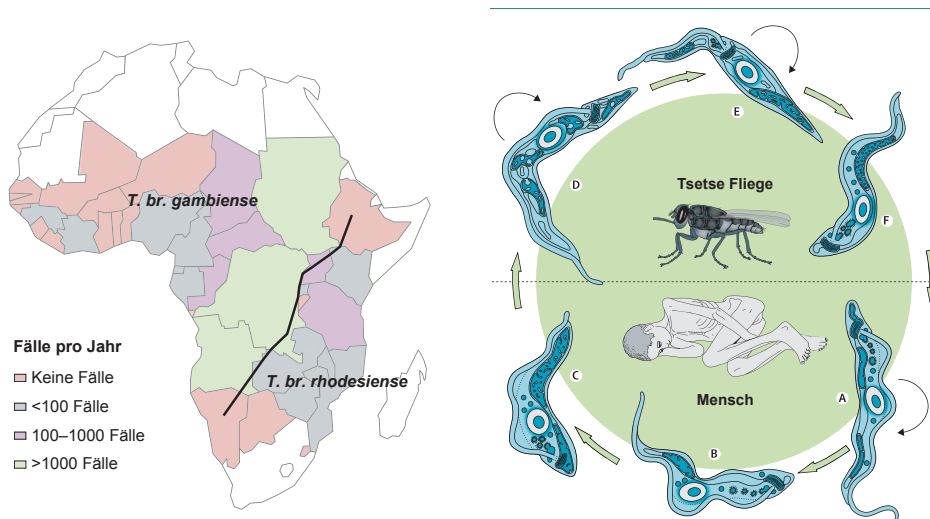 T. br. gambiense
T. br. rhodesiense
Fälle pro Jahr
Keine Fälle
<100 Fälle
100–1000 Fälle
>1000 Fälle
E
D
Tsetse Fliege
F
C
A
Mensch
B